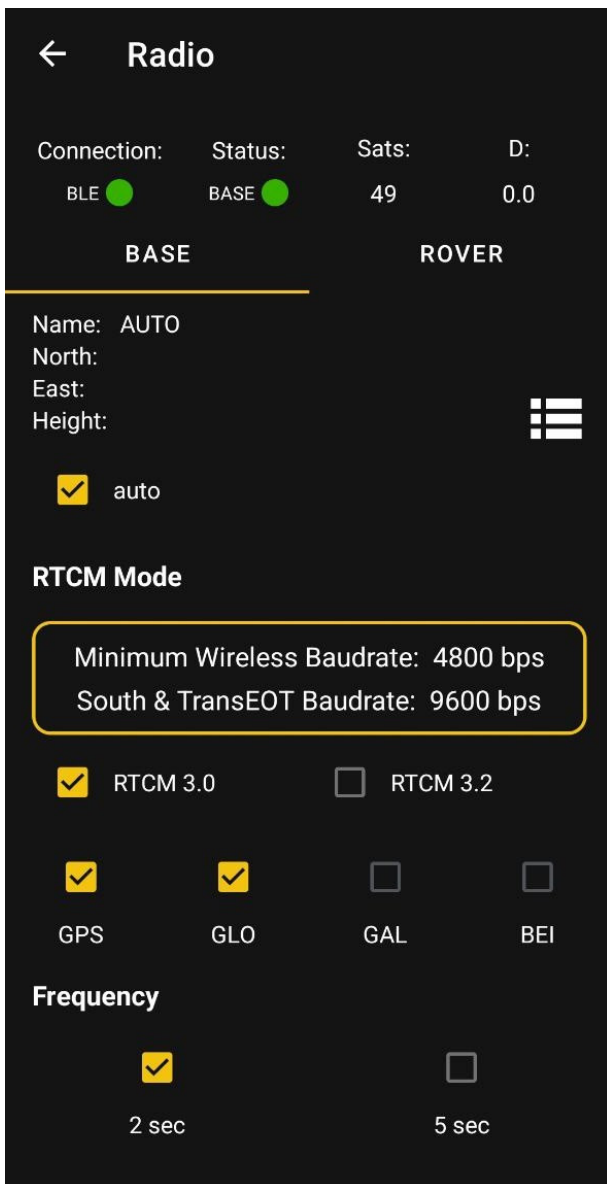 Radio
Connection: Status: Sats: D:
BLE BASE 49 0.0
BASE ROVER
Name: AUTO
North:
East:
Height:
auto
RTCM Mode
Minimum Wireless Baudrate: 4800 bps
South & TransEOT Baudrate: 9600 bps
RTCM 3.0 RTCM 3.2
GPS GLO GAL BEI
Frequency
2 sec 5 sec